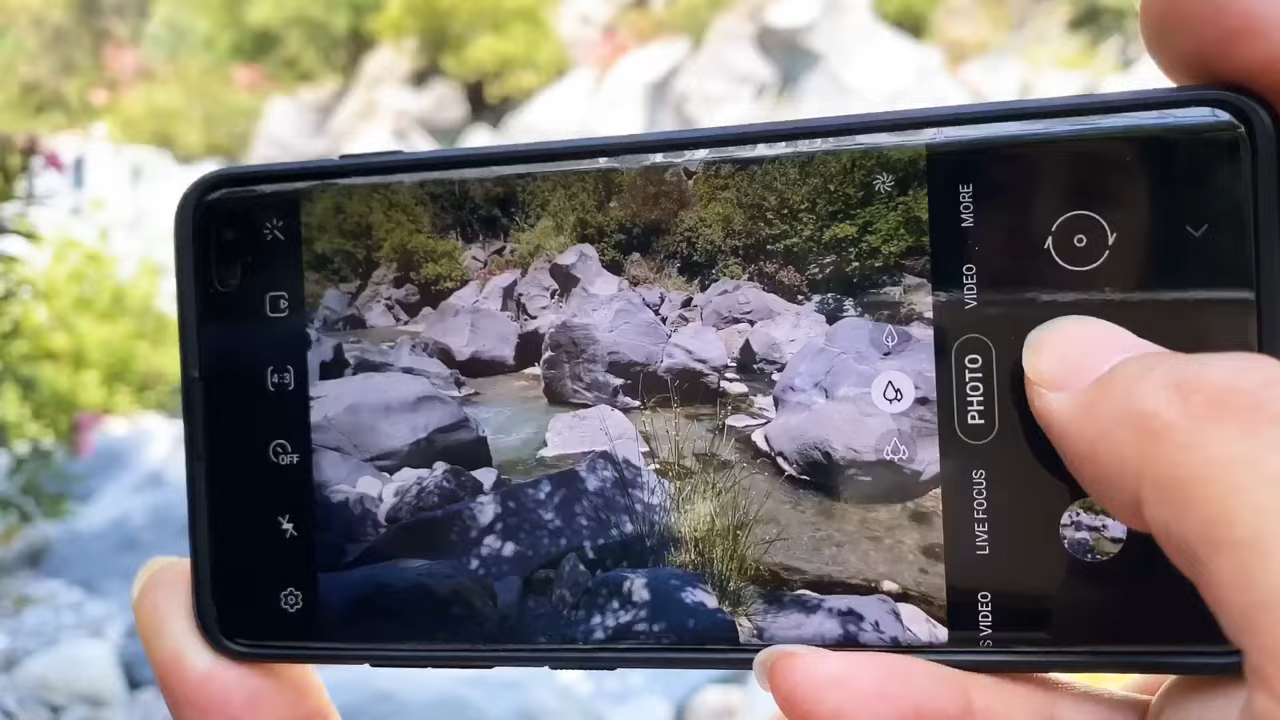 MORE
VIDEO
PHOTO
LIVE FOCUS
S VIDEO
4:3
OFF